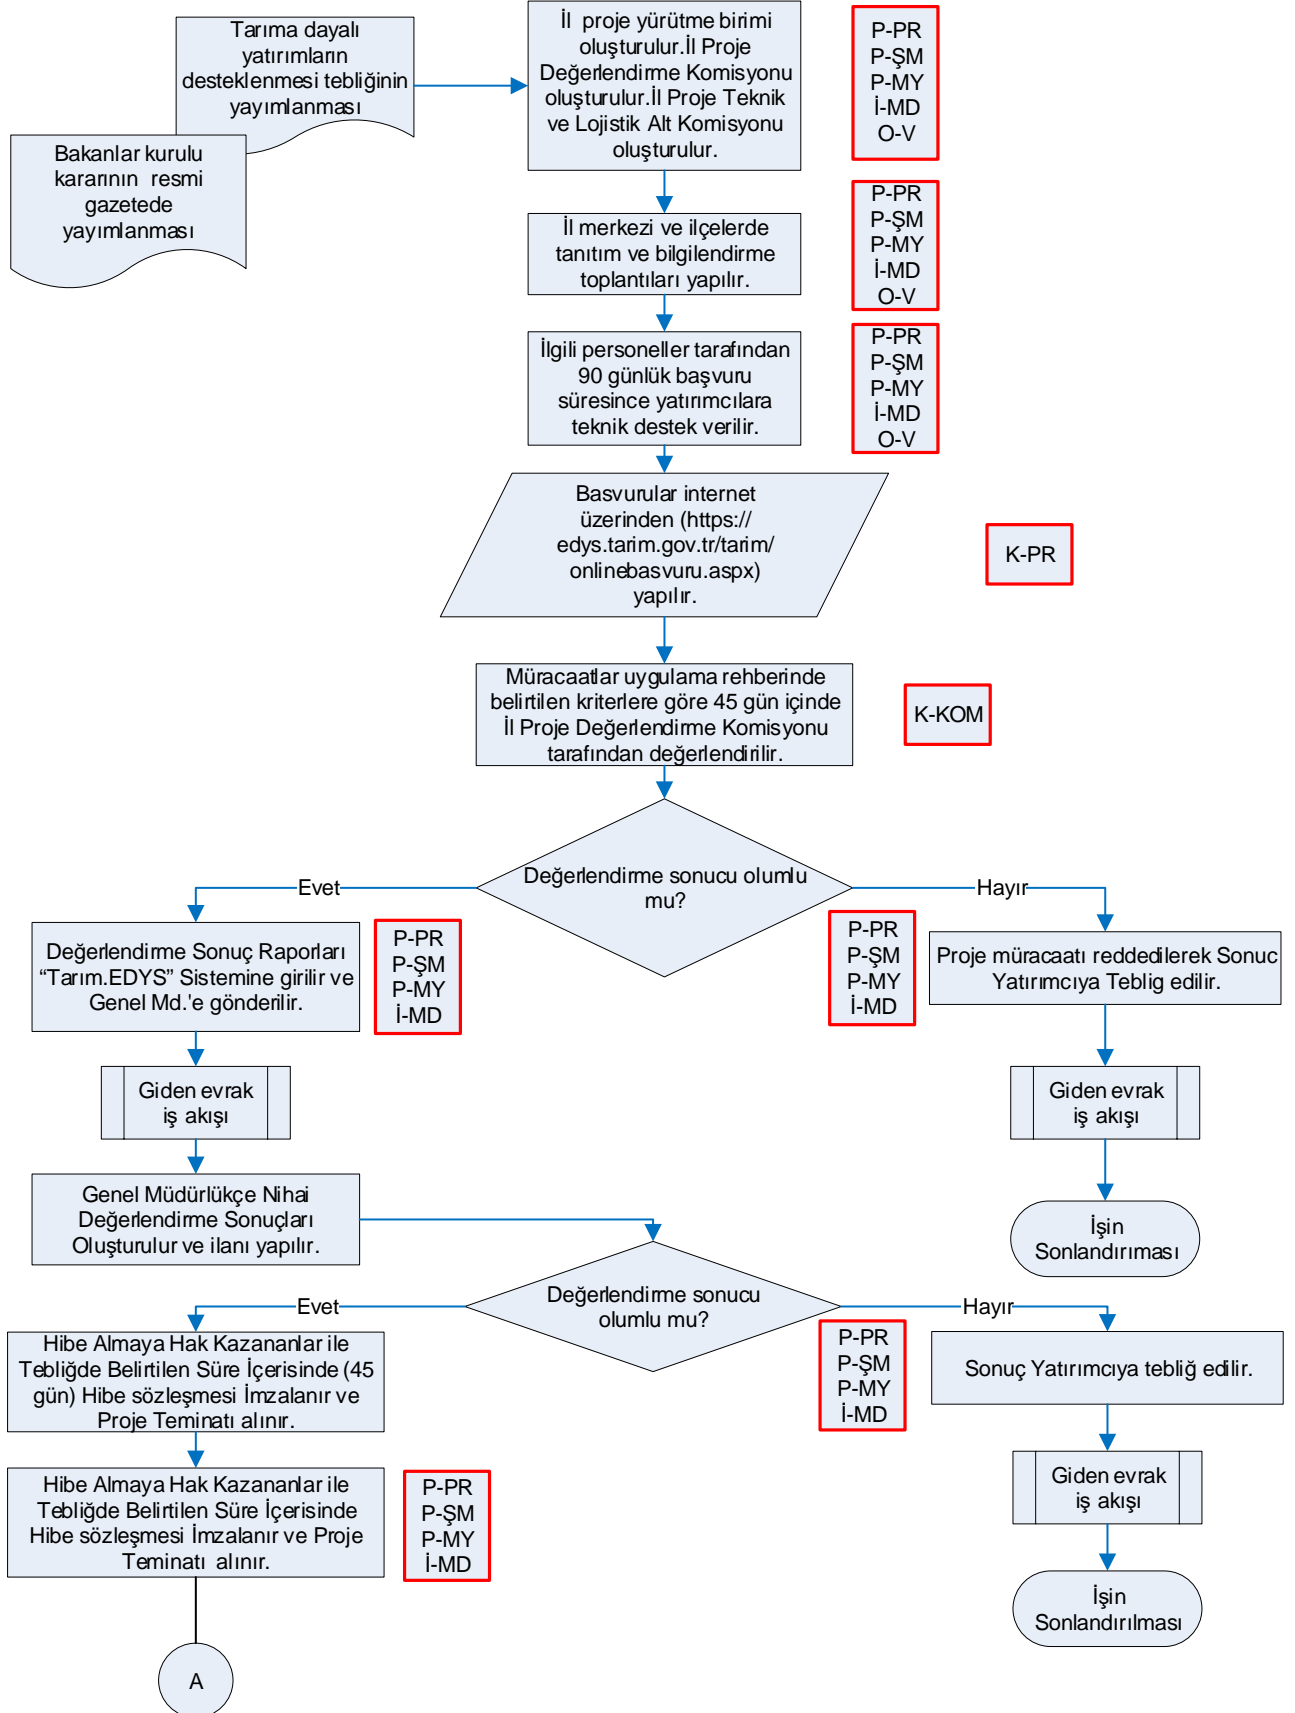 Tarıma dayalı
yatırımların
desteklenmesi tebliğinin
yayımlanması
Bakanlar kurulu
kararının resmi
gazetede
yayımlanması
İl proje yürütme birimi
oluşturulur.İl Proje
Değerlendirme Komisyonu
oluşturulur.İl Proje Teknik
ve Lojistik Alt Komisyonu
oluşturulur.
P-PR
P-ŞM
P-MY
İ-MD
O-V
İl merkezi ve ilçelerde
tanıtım ve bilgilendirme
toplantıları yapılır.
P-PR
P-ŞM
P-MY
İ-MD
O-V
İlgili personeller tarafından
90 günlük başvuru
süresince yatırımcılara
teknik destek verilir.
P-PR
P-ŞM
P-MY
İ-MD
O-V
Basvurular internet
üzerinden (https://
edys.tarim.gov.tr/tarim/
onlinebasvuru.aspx)
yapılır.
K-PR
Müracaatlar uygulama rehberinde
belirtilen kriterlere göre 45 gün içinde
İl Proje Değerlendirme Komisyonu
tarafından değerlendirilir.
K-KOM
Değerlendirme sonucu olumlu
mu?
Evet
Hayır
Değerlendirme Sonuç Raporları
“Tarım.EDYS” Sistemine girilir ve
Genel Md.'e gönderilir.
P-PR
P-ŞM
P-MY
İ-MD
P-PR
P-ŞM
P-MY
İ-MD
Proje müracaatı reddedilerek Sonuc
Yatırımcıya Teblig edilir.
Giden evrak
iş akışı
Giden evrak
iş akışı
Genel Müdürlükçe Nihai
Değerlendirme Sonuçları
Oluşturulur ve ilanı yapılır.
İşin
Sonlandırıması
Değerlendirme sonucu
olumlu mu?
Evet
Hayır
Hibe Almaya Hak Kazananlar ile
Tebliğde Belirtilen Süre İçerisinde (45
gün) Hibe sözleşmesi İmzalanır ve
Proje Teminatı alınır.
P-PR
P-ŞM
P-MY
İ-MD
Sonuç Yatırımcıya tebliğ edilir.
Hibe Almaya Hak Kazananlar ile
Tebliğde Belirtilen Süre İçerisinde
Hibe sözleşmesi İmzalanır ve Proje
Teminatı alınır.
P-PR
P-ŞM
P-MY
İ-MD
Giden evrak
iş akışı
İşin
Sonlandırılması
A